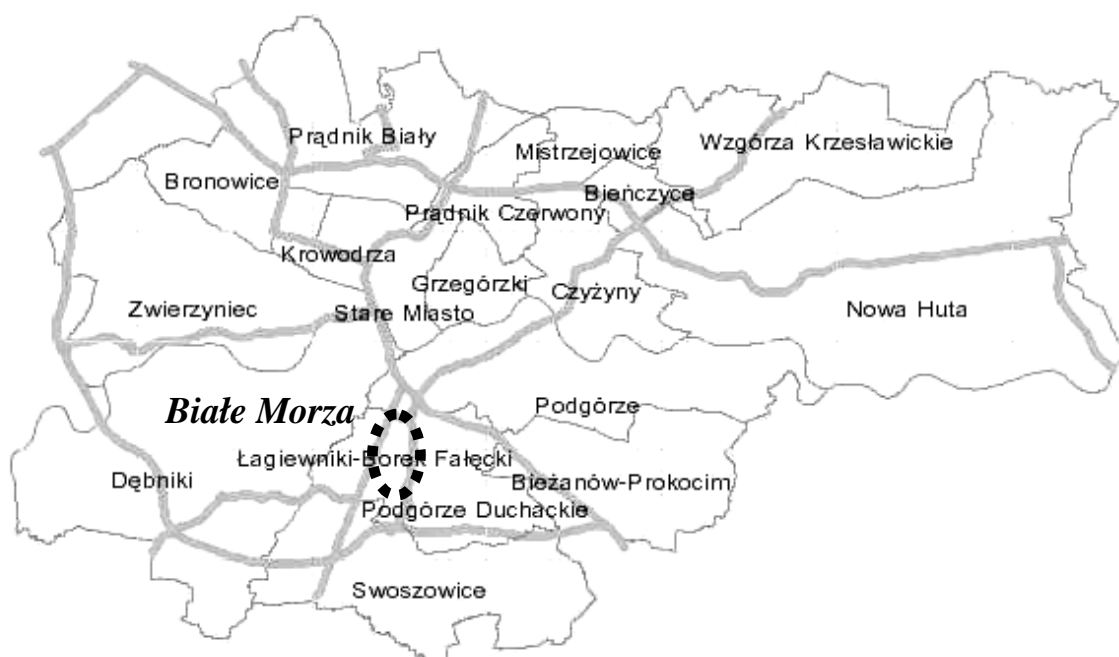 Prądnik Biały
Mistrzejowice
Wzgórza Krzesławickie
Bronowice
Bieńczyce
Prądnik Czerwony
Krowodrza
Grzegórzki
Czyżyny
Zwierzyniec
Stare Miasto
Nowa Huta
Białe Morza
Podgórze
Łagiewniki-Borek Fałęcki
Dębniki
Bieżanów-Prokocim
Podgórze Duchackie
Swoszowice